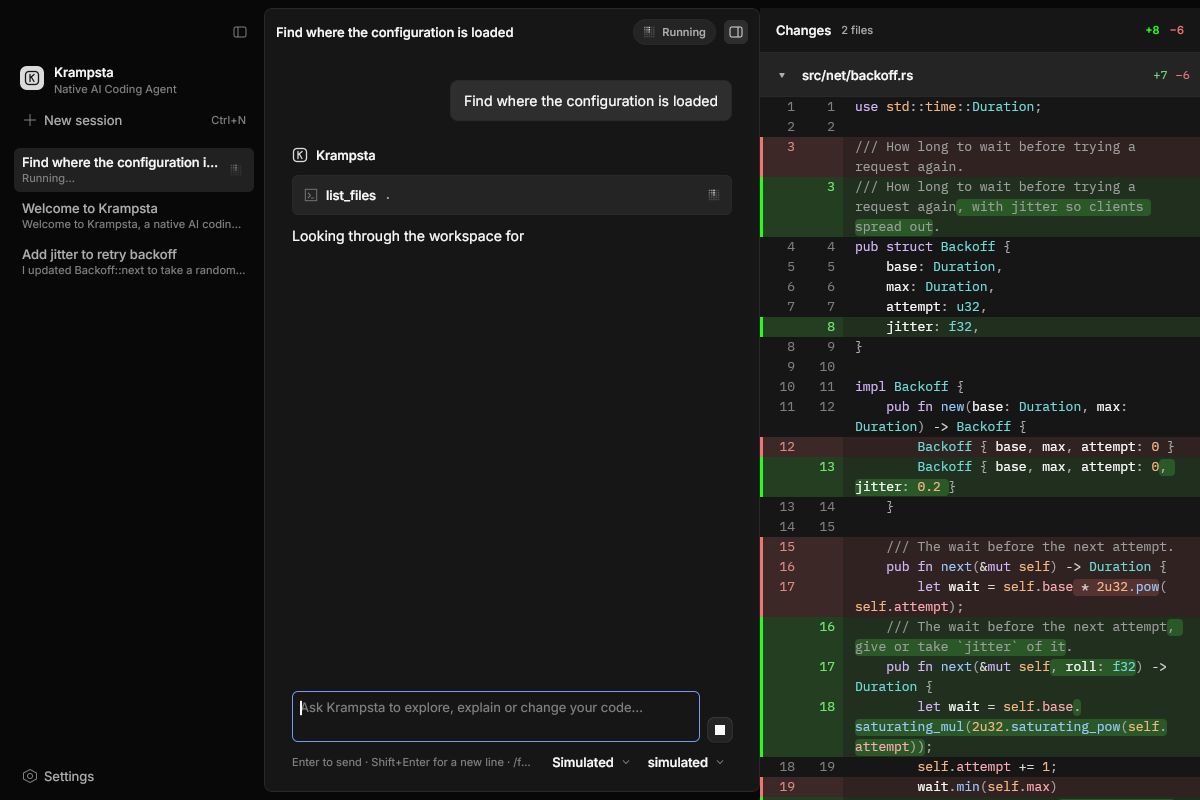 Krampsta
Native AI Coding Agent
New session
Ctrl+N
Find where the configuration i...
Running...
Welcome to Krampsta
Welcome to Krampsta, a native AI codin...
Add jitter to retry backoff
I updated Backoff::next to take a random...
Settings
Find where the configuration is loaded
Running
Find where the configuration is loaded
Krampsta
list_files .
Looking through the workspace for
Ask Krampsta to explore, explain or change your code...
Enter to send · Shift+Enter for a new line · /f...
Simulated
simulated
Changes 2 files
+8 −6
src/net/backoff.rs
+7 −6
1 1 use std::time::Duration;
2 2
3 /// How long to wait before trying a
request again.
3 /// How long to wait before trying a
request again, with jitter so clients
spread out.
4 4 pub struct Backoff {
5 5 base: Duration,
6 6 max: Duration,
7 7 attempt: u32,
8 jitter: f32,
8 9 }
9 10
10 11 impl Backoff {
11 12 pub fn new(base: Duration, max:
Duration) -> Backoff {
12 Backoff { base, max, attempt: 0 }
13 Backoff { base, max, attempt: 0,
jitter: 0.2 }
13 14 }
14 15
15 /// The wait before the next attempt.
16 pub fn next(&mut self) -> Duration {
17 let wait = self.base * 2u32.pow(
self.attempt);
16 /// The wait before the next attempt,
give or take `jitter` of it.
17 pub fn next(&mut self, roll: f32) ->
Duration {
18 let wait = self.base.
saturating_mul(2u32.saturating_pow(self.
attempt));
18 19 self.attempt += 1;
19 wait.min(self.max)